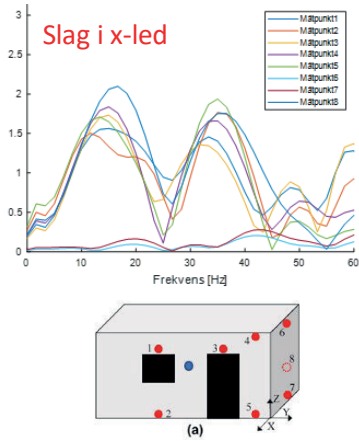 Slag i x-led
Mätpunkt1
Mätpunkt2
Mätpunkt3
Mätpunkt4
Mätpunkt5
Mätpunkt6
Mätpunkt7
Mätpunkt8
3
2.5
2
1.5
1
0.5
0
0 10 20 30 40 50 60
Frekvens [Hz]
6
4
1 3
8
7
Z
2 5
Y
X
(a)